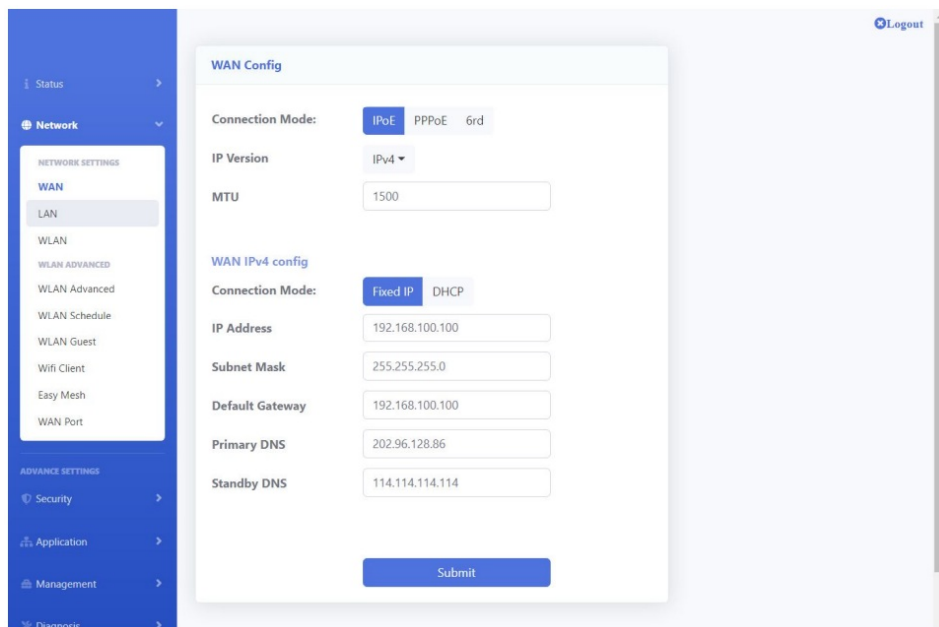 Logout
Status
Network
NETWORK SETTINGS
WAN
LAN
WLAN
WLAN ADVANCED
WLAN Advanced
WLAN Schedule
WLAN Guest
Wifi Client
Easy Mesh
WAN Port
ADVANCE SETTINGS
Security
Application
Management
Diagnosis
WAN Config
Connection Mode: IPoE PPPoE 6rd
IP Version IPv4
MTU 1500
WAN IPv4 config
Connection Mode: Fixed IP DHCP
IP Address 192.168.100.100
Subnet Mask 255.255.255.0
Default Gateway 192.168.100.100
Primary DNS 202.96.128.86
Standby DNS 114.114.114.114
Submit